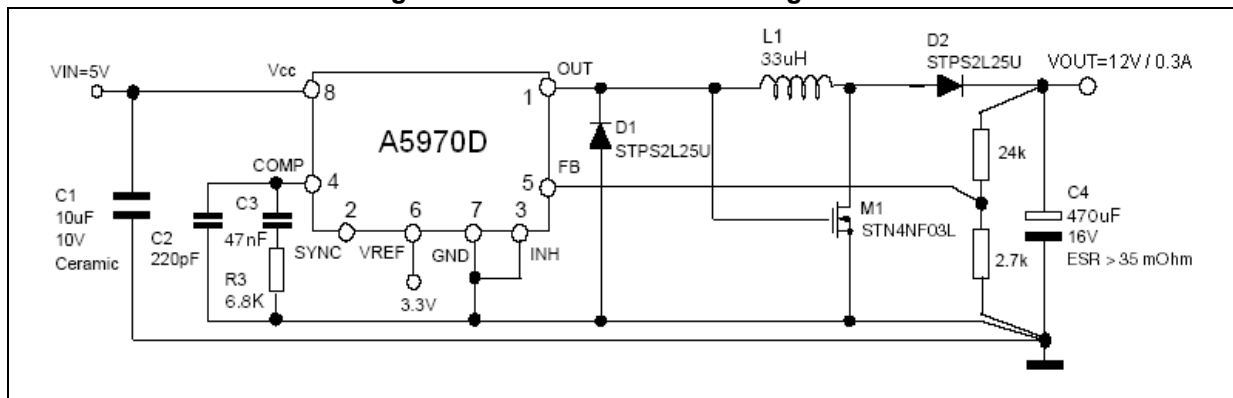 L1
33uH
D2
STPS2L25U
VIN=5V
Vcc
OUT
VOUT=12V / 0.3A
8
1
A5970D
D1
STPS2L25U
FB
24k
COMP
4
5
C1
10uF
10V
Ceramic
C2
220pF
C3
47nF
R3
6.8K
2
6
7
3
SYNC
VREF
GND
INH
3.3V
M1
STN4NF03L
2.7k
C4
470uF
16V
ESR > 35 mOhm